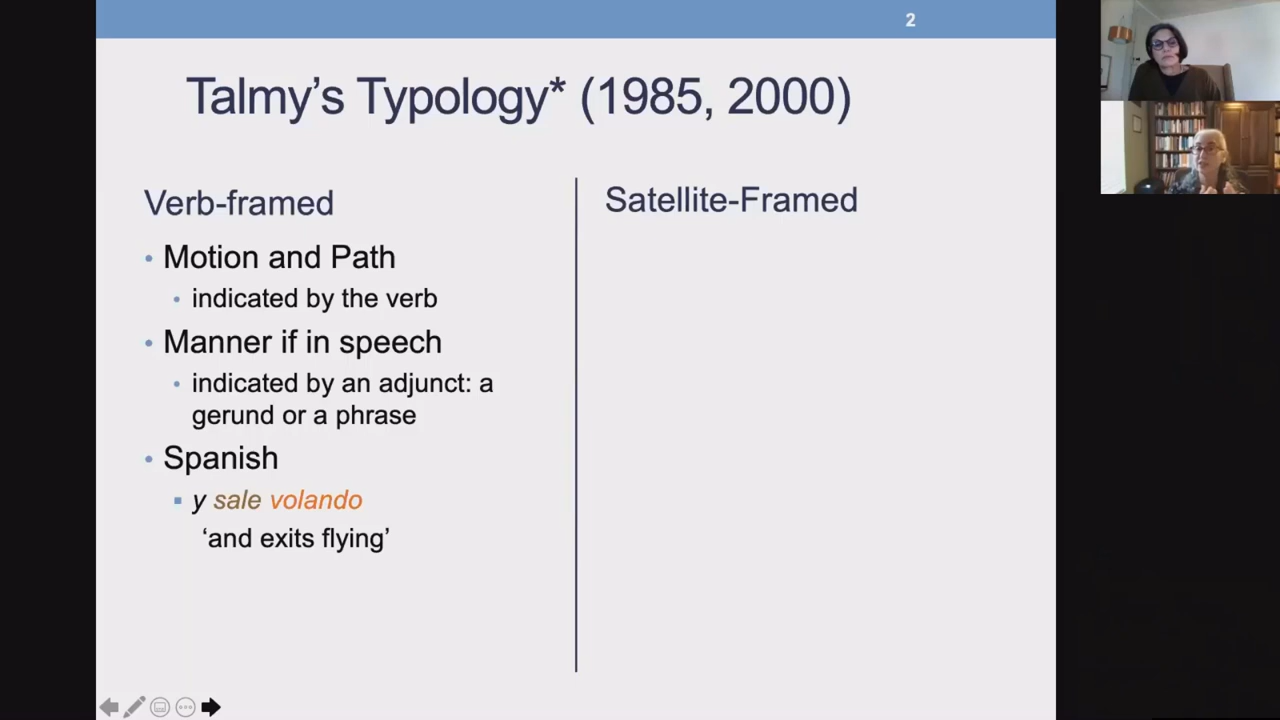 2
Talmy’s Typology* (1985, 2000)
Verb-framed
• Motion and Path
• indicated by the verb
• Manner if in speech
• indicated by an adjunct: a
gerund or a phrase
• Spanish
▪ y sale volando
‘and exits flying’
Satellite-Framed